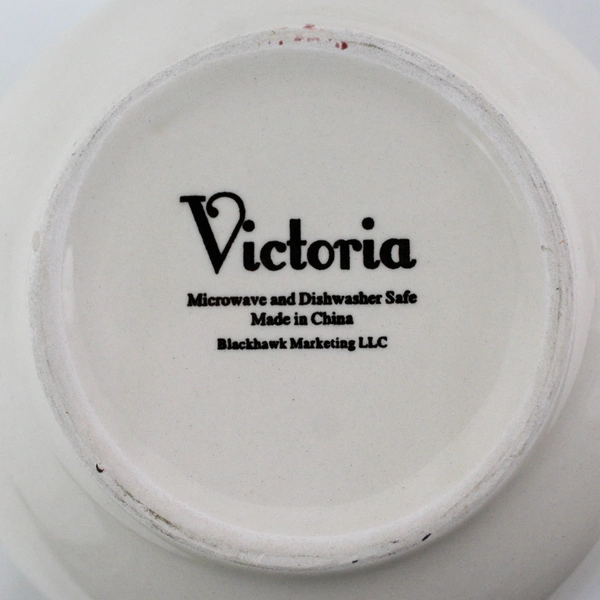 Victoria
Microwave and Dishwasher Safe
Made in China
Blackhawk Marketing LLC